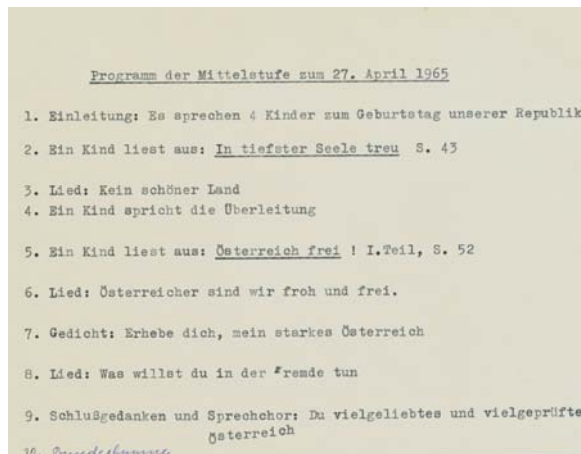 Programm der Mittelstufe zum 27. April 1965
1. Einleitung: Es sprechen 4 Kinder zum Geburtstag unserer Republik
2. Ein Kind liest aus: In tiefster Seele treu S. 43
3. Lied: Kein schöner Land
4. Ein Kind spricht die Überleitung
5. Ein Kind liest aus: Österreich frei ! I.Teil, S. 52
6. Lied: Österreicher sind wir froh und frei.
7. Gedicht: Erhebe dich, mein starkes Österreich
8. Lied: Was willst du in der Fremde tun
9. Schlußgedanken und Sprechchor: Du vielgeliebtes und vielgeprüfte
Österreich
10. Bundeshymne